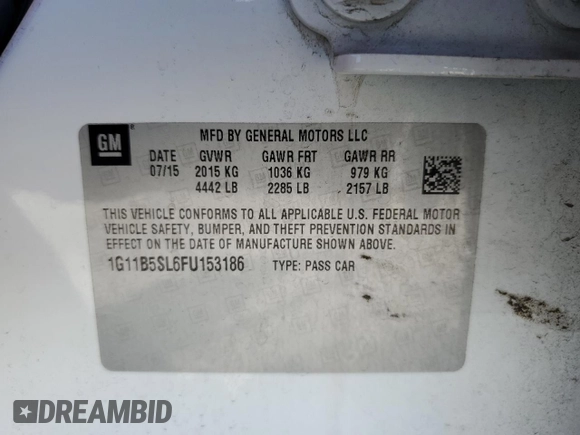 GM
MFD BY GENERAL MOTORS LLC
DATE GVWR GAWR FRT GAWR RR
07/15 2015 KG 1036 KG 979 KG
4442 LB 2285 LB 2157 LB
THIS VEHICLE CONFORMS TO ALL APPLICABLE U.S. FEDERAL MOTOR
VEHICLE SAFETY, BUMPER, AND THEFT PREVENTION STANDARDS IN
EFFECT ON THE DATE OF MANUFACTURE SHOWN ABOVE.
1G11B5SL6FU153186 TYPE: PASS CAR
DREAMBID